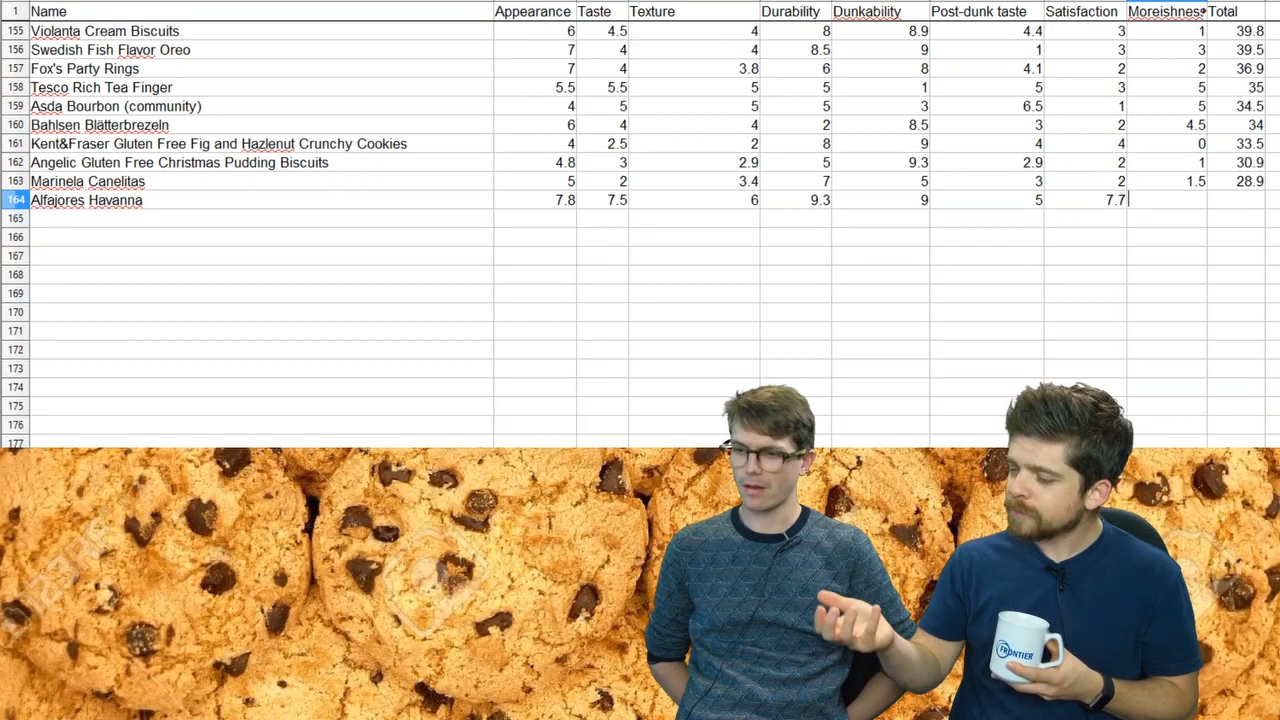 1 Name Appearance Taste Texture Durability Dunkability Post-dunk taste Satisfaction Moreishness Total
155 Violanta Cream Biscuits 6 4.5 4 8 8.9 4.4 3 1 39.8
156 Swedish Fish Flavor Oreo 7 4 4 8.5 9 1 3 3 39.5
157 Fox's Party Rings 7 4 3.8 6 8 4.1 2 2 36.9
158 Tesco Rich Tea Finger 5.5 5.5 5 5 1 5 3 5 35
159 Asda Bourbon (community) 4 5 5 5 3 6.5 1 5 34.5
160 Bahlsen Blätterbrezeln 6 4 4 2 8.5 3 2 4.5 34
161 Kent&Fraser Gluten Free Fig and Hazlenut Crunchy Cookies 4 2.5 2 8 9 4 4 0 33.5
162 Angelic Gluten Free Christmas Pudding Biscuits 4.8 3 2.9 5 9.3 2.9 2 1 30.9
163 Marinela Canelitas 5 2 3.4 7 5 3 2 1.5 28.9
164 Alfajores Havanna 7.8 7.5 6 9.3 9 5 7.7
165
166
167
168
169
170
171
172
173
174
175
176
177
123RF
FRONTIER